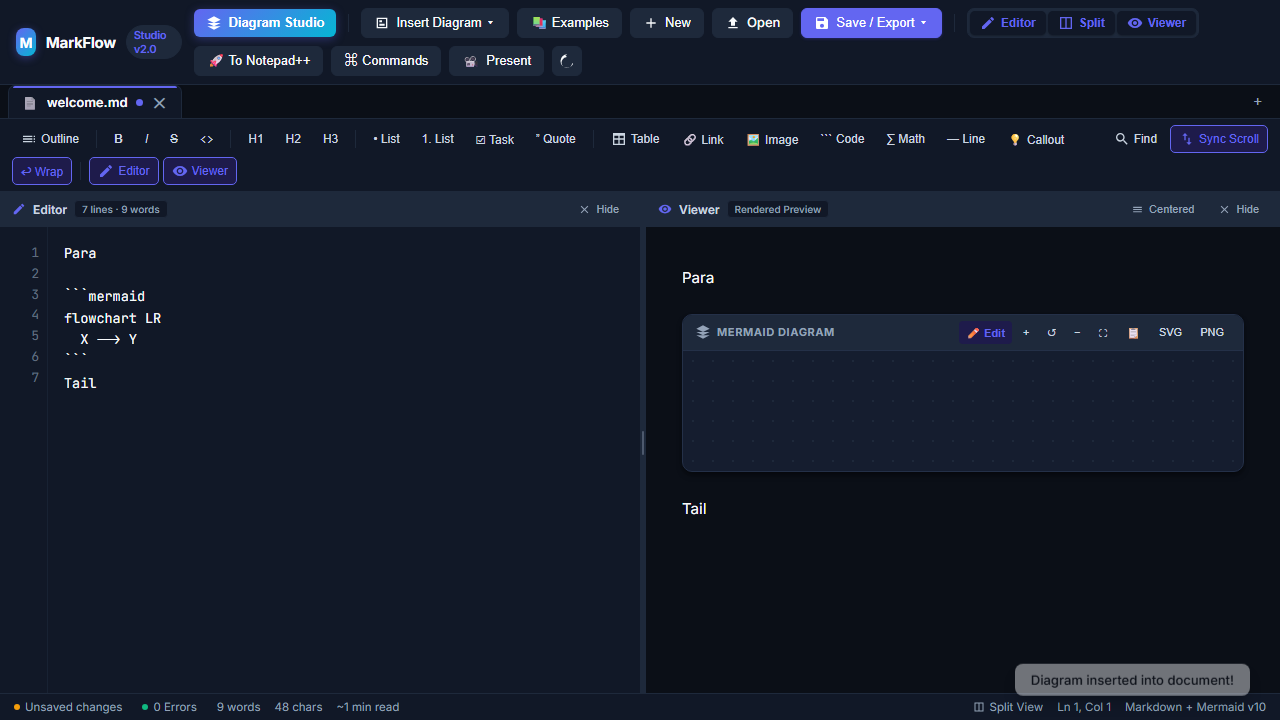 M MarkFlow Studio v2.0
Diagram Studio Insert Diagram Examples New Open Save / Export Editor Split Viewer
To Notepad++ ⌘ Commands Present
welcome.md
Outline B I S <> H1 H2 H3 • List 1. List ☑ Task " Quote Table Link Image ``` Code ∑ Math — Line Callout Find Sync Scroll
↩ Wrap Editor Viewer
Editor 7 lines · 9 words Hide
Viewer Rendered Preview Centered Hide
1 Para
2
3 ```mermaid
4 flowchart LR
5   X --> Y
6 ```
7 Tail
Para
MERMAID DIAGRAM Edit + ↺ − SVG PNG
Tail
Diagram inserted into document!
Unsaved changes 0 Errors 9 words 48 chars ~1 min read Split View Ln 1, Col 1 Markdown + Mermaid v10